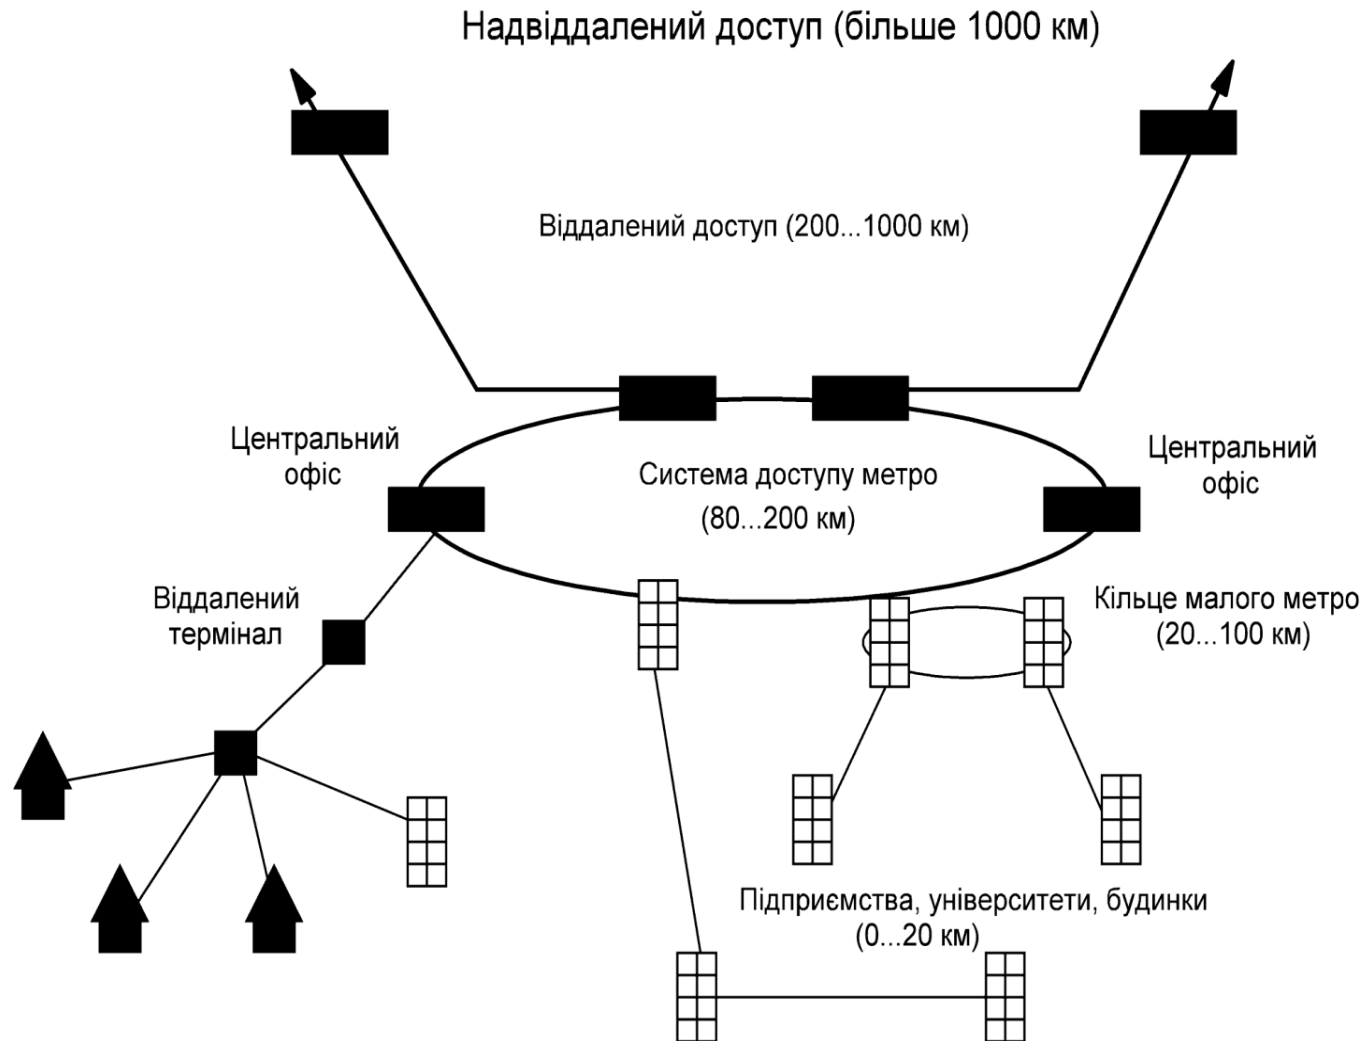 Надвіддалений доступ (більше 1000 км)
Віддалений доступ (200...1000 км)
Центральний
офіс
Система доступу метро
(80...200 км)
Центральний
офіс
Віддалений
термінал
Кільце малого метро
(20...100 км)
Підприємства, університети, будинки
(0...20 км)